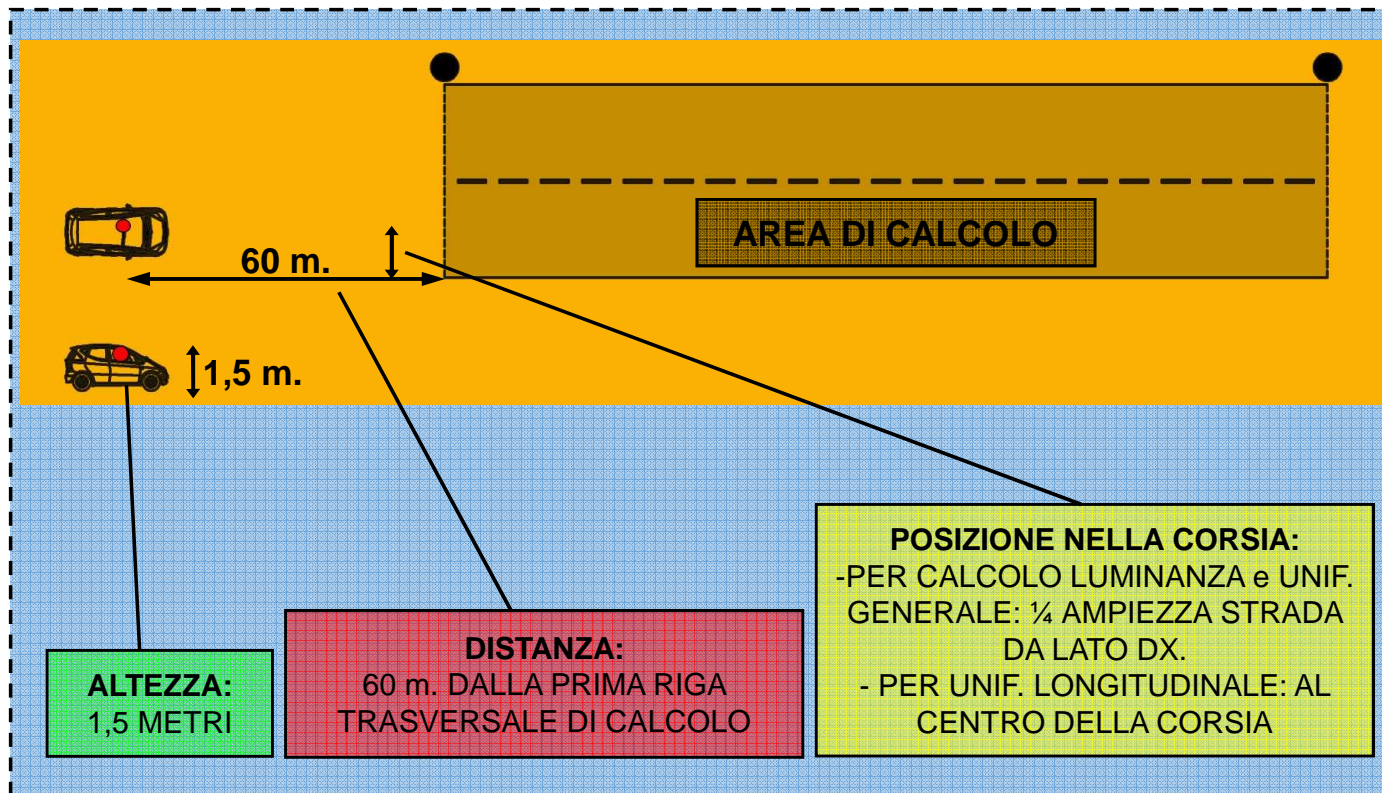 AREA DI CALCOLO
60 m.
1,5 m.
POSIZIONE NELLA CORSIA:
-PER CALCOLO LUMINANZA e UNIF.
GENERALE: ¼ AMPIEZZA STRADA
DA LATO DX.
- PER UNIF. LONGITUDINALE: AL
CENTRO DELLA CORSIA
DISTANZA:
60 m. DALLA PRIMA RIGA
TRASVERSALE DI CALCOLO
ALTEZZA:
1,5 METRI